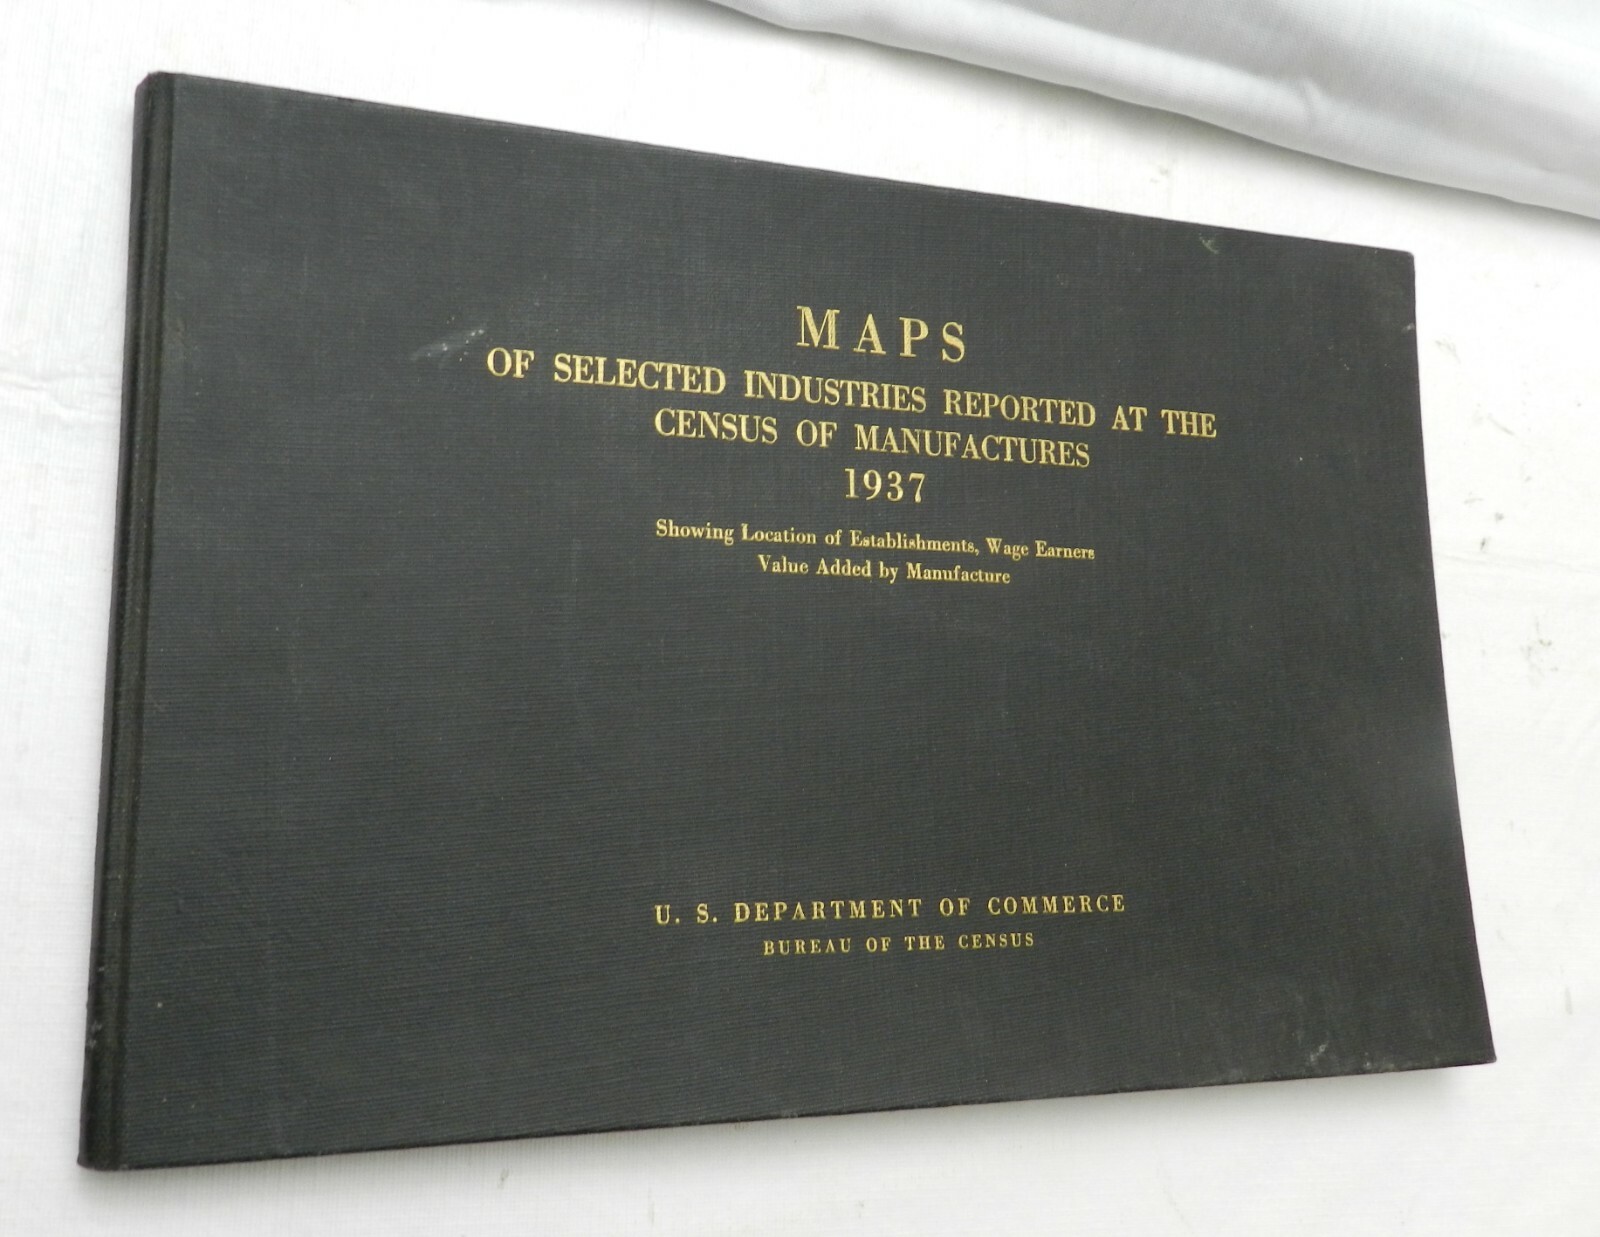 MAPS
OF SELECTED INDUSTRIES REPORTED AT THE
CENSUS OF MANUFACTURES
1937
Showing Location of Establishments, Wage Earners
Value Added by Manufacture
U. S. DEPARTMENT OF COMMERCE
BUREAU OF THE CENSUS